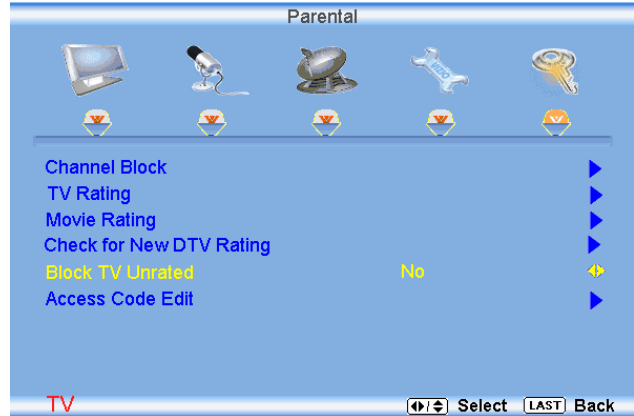 Parental
VIZIO
Channel Block
TV Rating
Movie Rating
Check for New DTV Rating
Block TV Unrated No
Access Code Edit
TV Select LAST Back